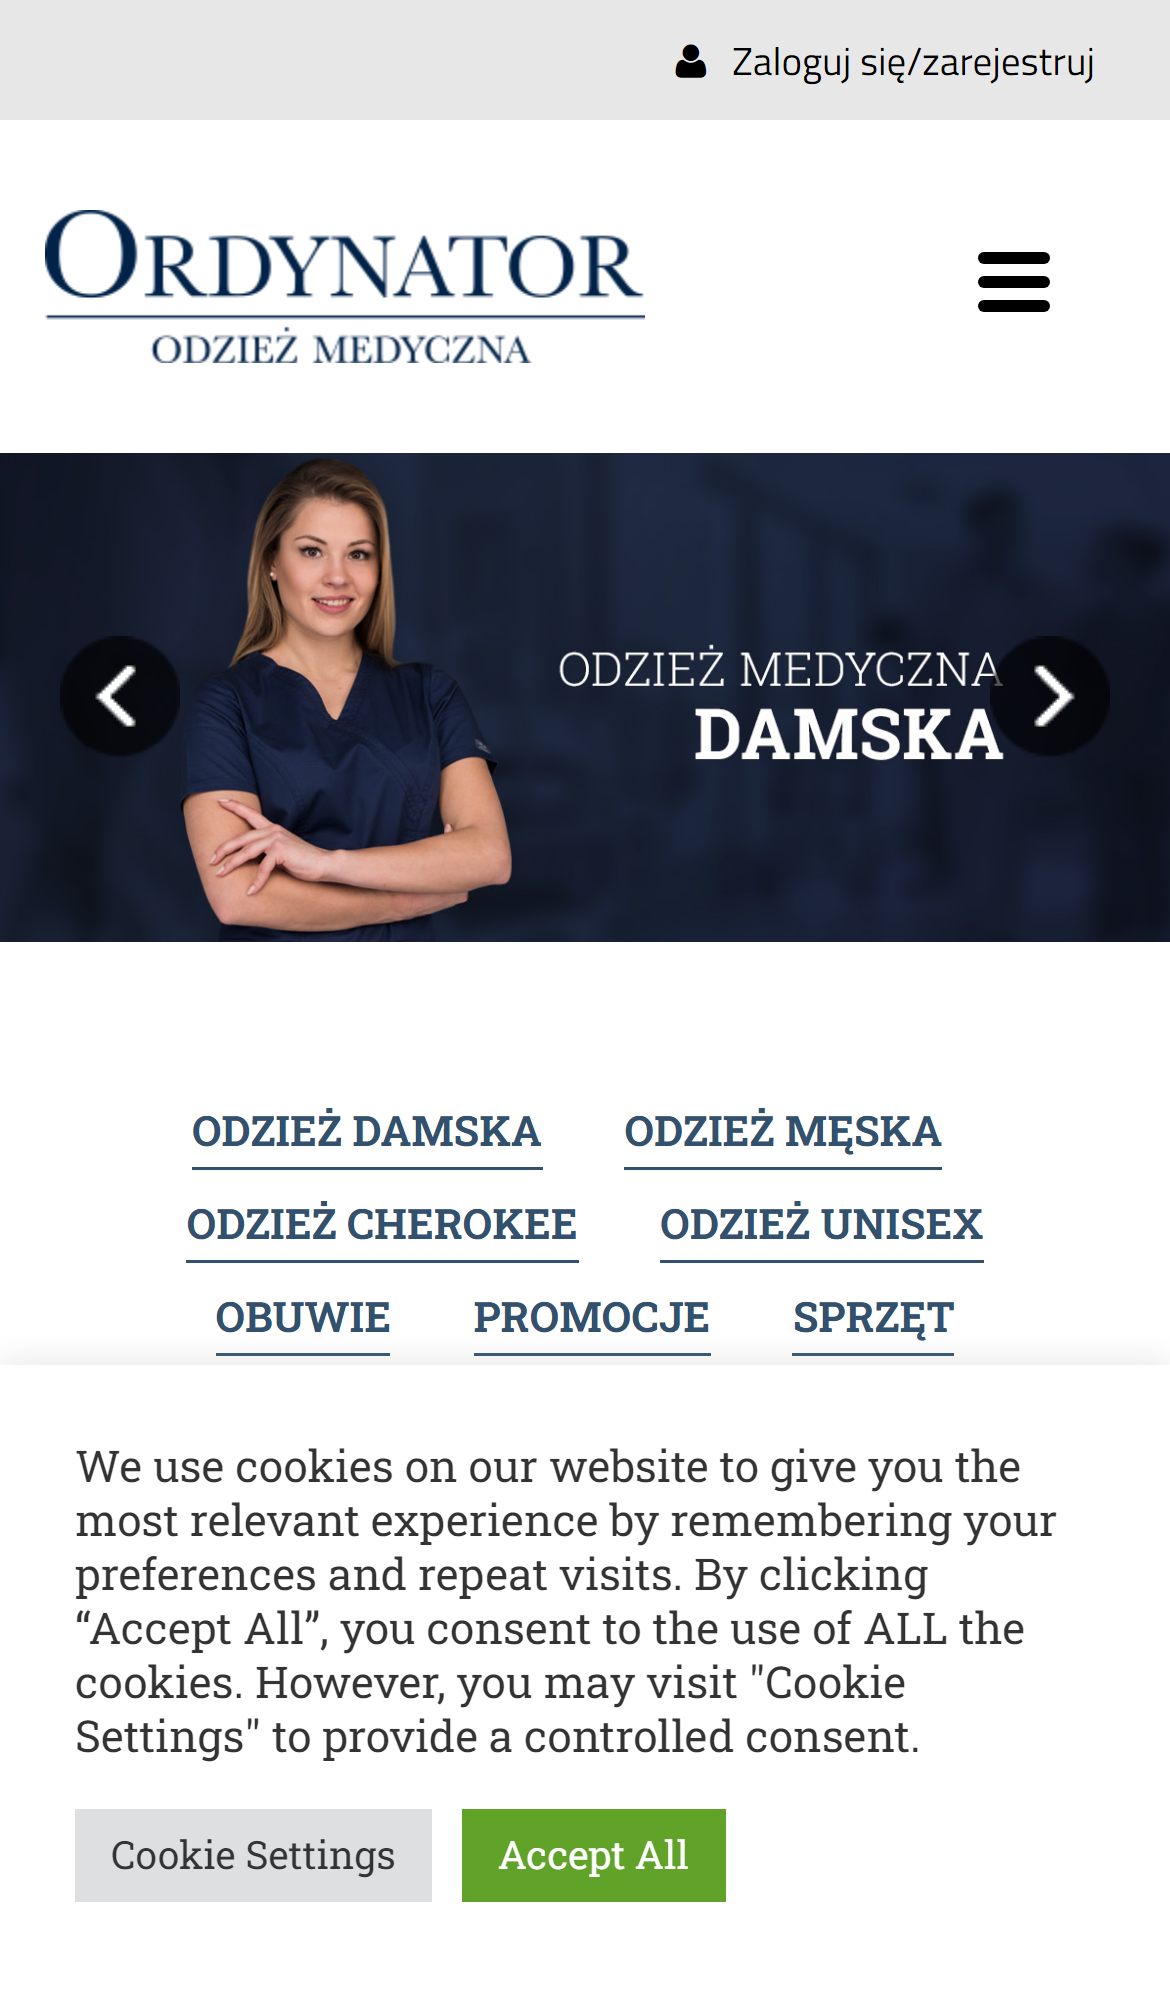 Zaloguj się/zarejestruj
ORDYNATOR
ODZIEŻ MEDYCZNA
ODZIEŻ MEDYCZNA
DAMSKA
ODZIEŻ DAMSKA ODZIEŻ MĘSKA
ODZIEŻ CHEROKEE ODZIEŻ UNISEX
OBUWIE PROMOCJE SPRZĘT
We use cookies on our website to give you the
most relevant experience by remembering your
preferences and repeat visits. By clicking
“Accept All”, you consent to the use of ALL the
cookies. However, you may visit "Cookie
Settings" to provide a controlled consent.
Cookie Settings Accept All